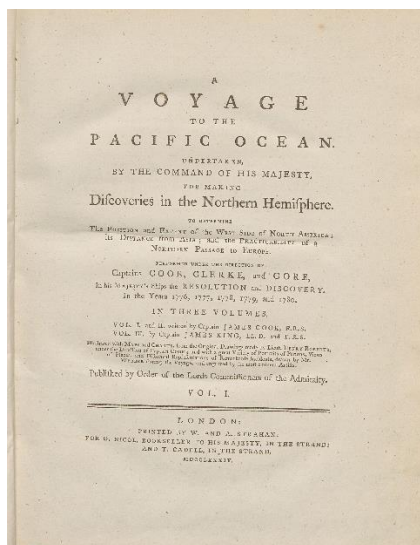 A
VOYAGE
TO THE
PACIFIC OCEAN.
UNDERTAKEN,
BY THE COMMAND OF HIS MAJESTY,
FOR MAKING
Diſcoveries in the Northern Hemiſphere.
TO DETERMINE
The Position and Extent of the West Side of North America;
its Distance from Asia; and the Practicability of a
Northern Passage to Europe.
PERFORMED UNDER THE DIRECTION OF
Captains COOK, CLERKE, and GORE,
In his Majesty's Ships the RESOLUTION and DISCOVERY.
In the Years 1776, 1777, 1778, 1779, and 1780.
IN THREE VOLUMES.
VOL. I. and II. written by Captain JAMES COOK, F.R.S.
VOL. III. by Captain JAMES KING, LL.D. and F.R.S.
Publiſhed by Order of the Lords Commiſſioners of the Admiralty.
VOL. I.
LONDON:
PRINTED BY W. AND A. STRAHAN:
FOR G. NICOL, BOOKSELLER TO HIS MAJESTY, IN THE STRAND;
AND T. CADELL, IN THE STRAND.
MDCCLXXXIV.